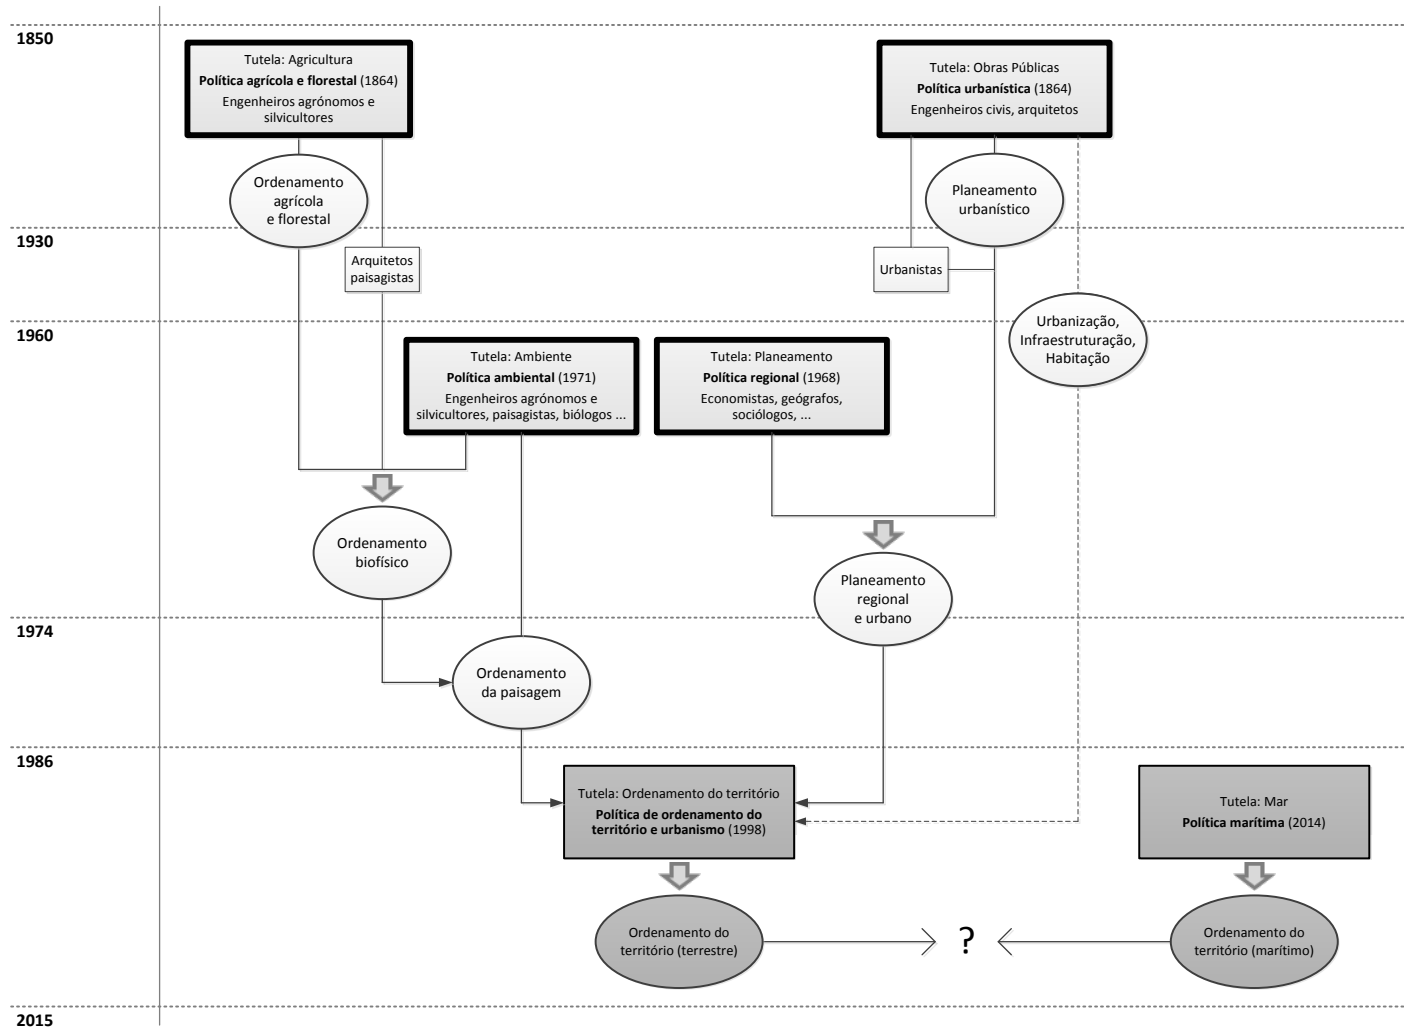 1850
Tutela: Agricultura
Política agrícola e florestal (1864)
Engenheiros agrónomos e
silvicultores
Tutela: Obras Públicas
Política urbanística (1864)
Engenheiros civis, arquitetos
Ordenamento
agrícola
e florestal
Planeamento
urbanístico
1930
Arquitetos
paisagistas
Urbanistas
1960
Urbanização,
Infraestruturação,
Habitação
Tutela: Ambiente
Política ambiental (1971)
Engenheiros agrónomos e
silvicultores, paisagistas, biólogos ...
Tutela: Planeamento
Política regional (1968)
Economistas, geógrafos,
sociólogos, ...
Ordenamento
biofísico
Planeamento
regional
e urbano
1974
Ordenamento
da paisagem
1986
Tutela: Ordenamento do território
Política de ordenamento do
território e urbanismo (1998)
Tutela: Mar
Política marítima (2014)
Ordenamento do
território (terrestre)
?
Ordenamento do
território (marítimo)
2015